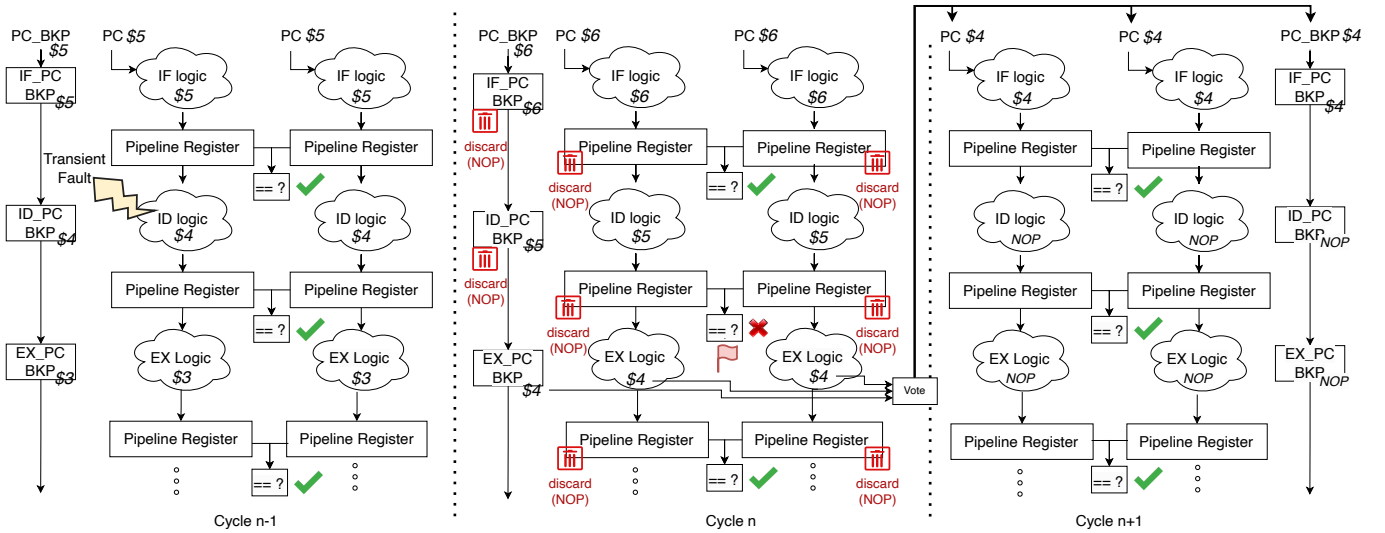 PC_BKP
$5
IF_PC
BKP
$5
Transient
Fault
ID_PC
BKP
$4
EX_PC
BKP
$3
PC $5
IF logic
$5
Pipeline Register
ID logic
$4
Pipeline Register
EX Logic
$3
Pipeline Register
PC $5
IF logic
$5
Pipeline Register
ID logic
$4
Pipeline Register
EX Logic
$3
Pipeline Register
== ?
== ?
== ?
Cycle n-1
PC_BKP
$6
IF_PC
BKP
$6
discard
(NOP)
ID_PC
BKP
$5
discard
(NOP)
EX_PC
BKP
$4
PC $6
IF logic
$6
Pipeline Register
discard
(NOP)
ID logic
$5
Pipeline Register
discard
(NOP)
EX Logic
$4
Pipeline Register
discard
(NOP)
PC $6
IF logic
$6
Pipeline Register
discard
(NOP)
ID logic
$5
Pipeline Register
discard
(NOP)
EX Logic
$4
Pipeline Register
discard
(NOP)
== ?
== ?
== ?
Vote
Cycle n
PC $4
IF logic
$4
Pipeline Register
ID logic
NOP
Pipeline Register
EX Logic
NOP
Pipeline Register
PC $4
IF logic
$4
Pipeline Register
ID logic
NOP
Pipeline Register
EX Logic
NOP
Pipeline Register
== ?
== ?
== ?
PC_BKP $4
IF_PC
BKP
$4
ID_PC
BKP
NOP
EX_PC
BKP
NOP
Cycle n+1